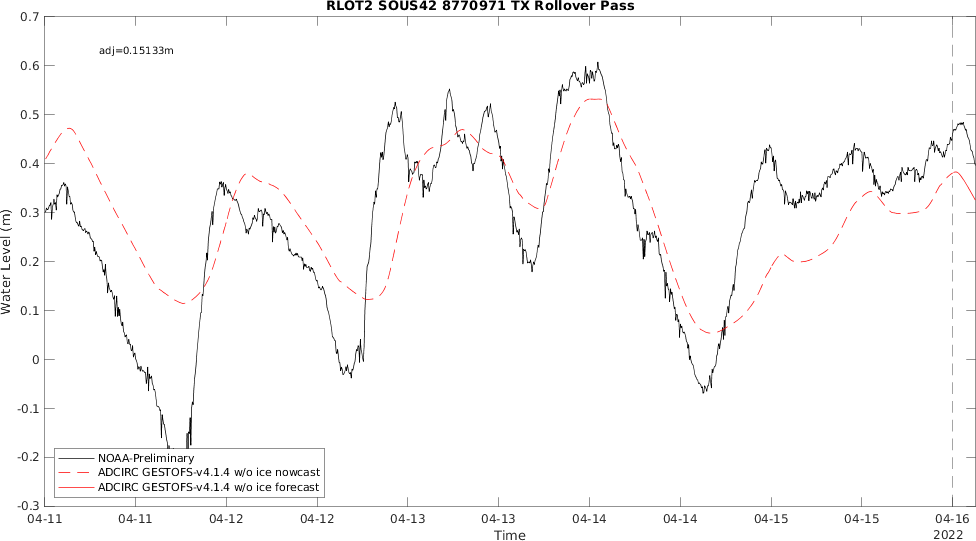 RLOT2 SOUS42 8770971 TX Rollover Pass
adj=0.15133m
0.7
0.6
0.5
0.4
0.3
0.2
0.1
0
-0.1
-0.2
-0.3
Water Level (m)
NOAA-Preliminary
ADCIRC GESTOFS-v4.1.4 w/o ice nowcast
ADCIRC GESTOFS-v4.1.4 w/o ice forecast
04-11 04-11 04-12 04-12 04-13 04-13 04-14 04-14 04-15 04-15 04-16
Time
2022